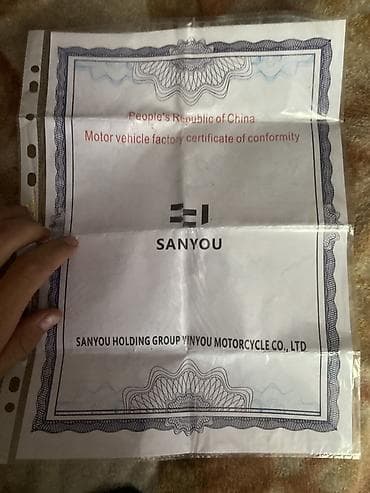 People's Republic of China
Motor vehicle factory certificate of conformity
SANYOU
SANYOU HOLDING GROUP YINYOU MOTORCYCLE CO., LTD